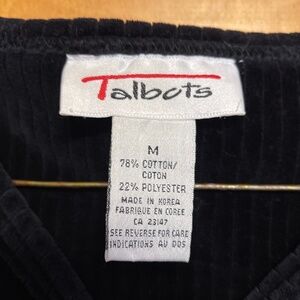 Talbots
M
78% COTTON/
COTON
22% POLYESTER
MADE IN KOREA
FABRIQUE EN COREE
CA 23147
SEE REVERSE FOR CARE
INDICATIONS AU DOS